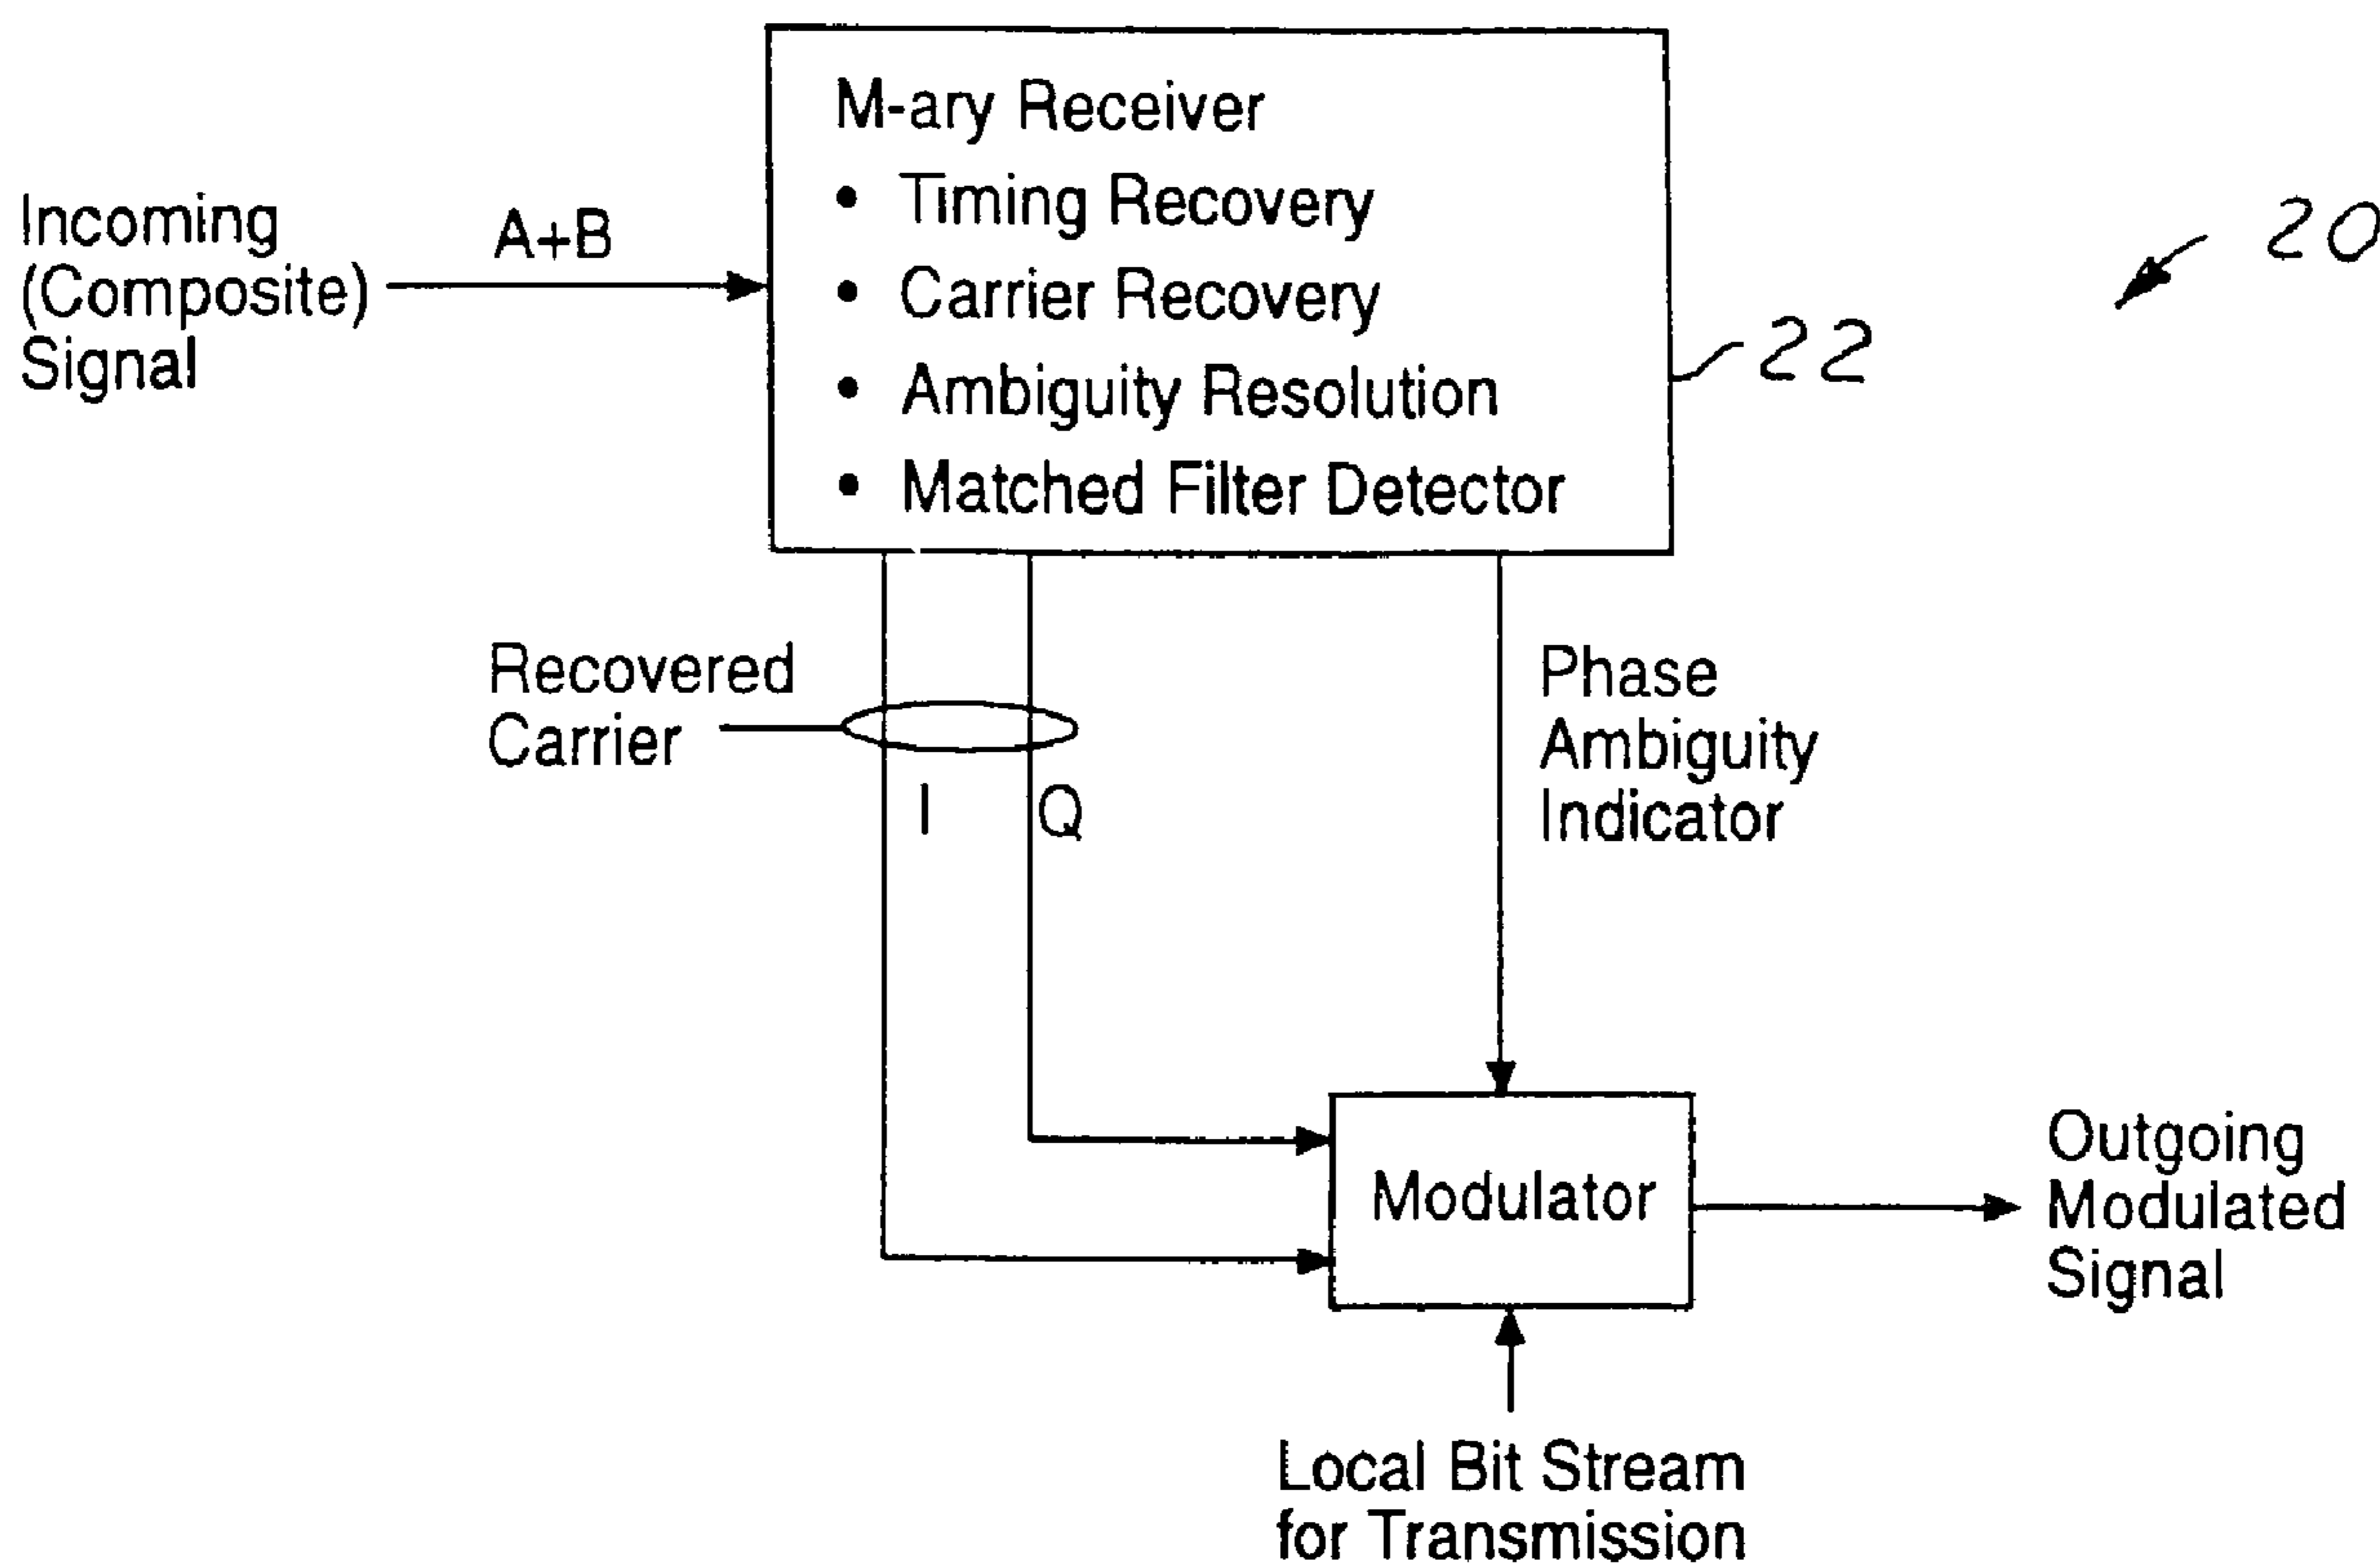 M-ary Receiver
• Timing Recovery
• Carrier Recovery
• Ambiguity Resolution
• Matched Filter Detector
Incoming
(Composite)
Signal
A+B
20
22
Recovered
Carrier
I
Q
Phase
Ambiguity
Indicator
Modulator
Outgoing
Modulated
Signal
Local Bit Stream
for Transmission